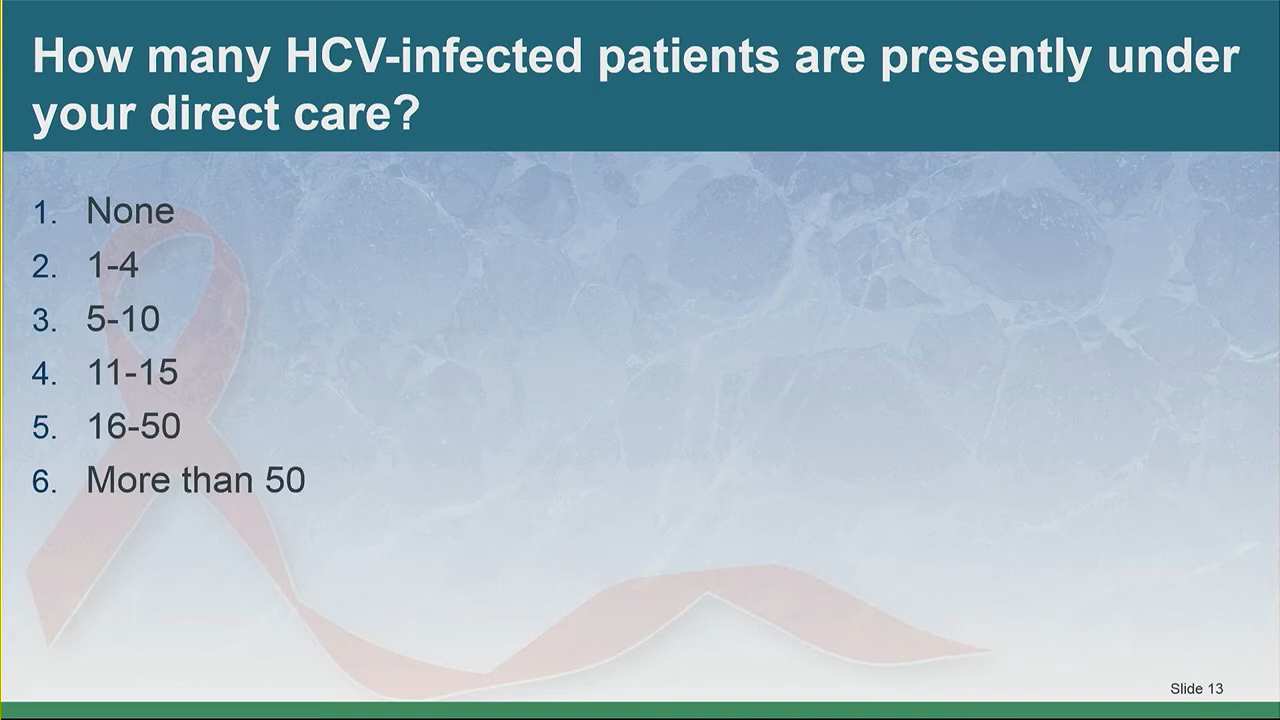 How many HCV-infected patients are presently under
your direct care?
1. None
2. 1-4
3. 5-10
4. 11-15
5. 16-50
6. More than 50
Slide 13